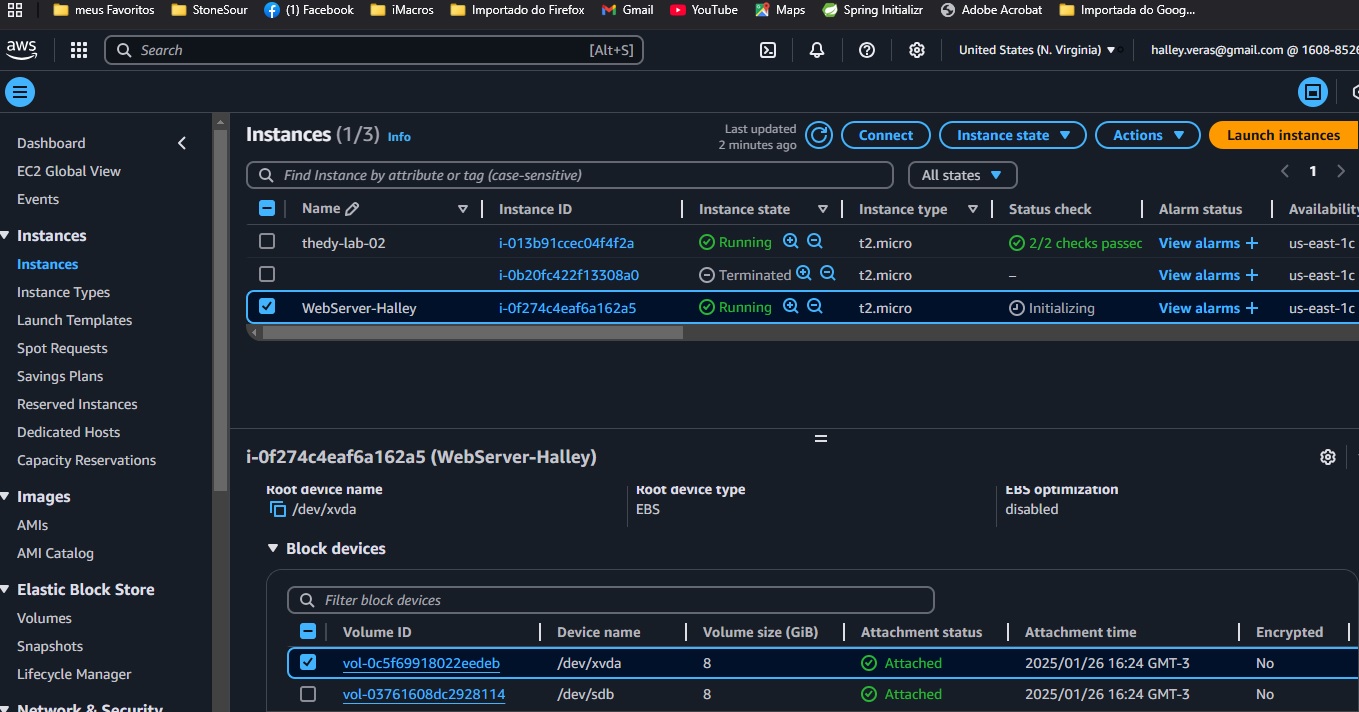 meus Favoritos StoneSour (1) Facebook iMacros Importado do Firefox Gmail YouTube Maps Spring Initializr Adobe Acrobat Importada do Goog...
aws Search [Alt+S] United States (N. Virginia) halley.veras@gmail.com @ 1608-8526
Dashboard
EC2 Global View
Events
Instances
Instances
Instance Types
Launch Templates
Spot Requests
Savings Plans
Reserved Instances
Dedicated Hosts
Capacity Reservations
Images
AMIs
AMI Catalog
Elastic Block Store
Volumes
Snapshots
Lifecycle Manager
Network & Security
Instances (1/3) Info
Last updated
2 minutes ago
Connect Instance state Actions Launch instances
Find Instance by attribute or tag (case-sensitive) All states 1
Name Instance ID Instance state Instance type Status check Alarm status Availability
thedy-lab-02 i-013b91ccec04f4f2a Running t2.micro 2/2 checks passec View alarms + us-east-1c
i-0b20fc422f13308a0 Terminated t2.micro – View alarms + us-east-1c
WebServer-Halley i-0f274c4eaf6a162a5 Running t2.micro Initializing View alarms + us-east-1c
i-0f274c4eaf6a162a5 (WebServer-Halley)
Root device name Root device type EBS optimization
/dev/xvda EBS disabled
Block devices
Filter block devices
Volume ID Device name Volume size (GiB) Attachment status Attachment time Encrypted
vol-0c5f69918022eedeb /dev/xvda 8 Attached 2025/01/26 16:24 GMT-3 No
vol-03761608dc2928114 /dev/sdb 8 Attached 2025/01/26 16:24 GMT-3 No